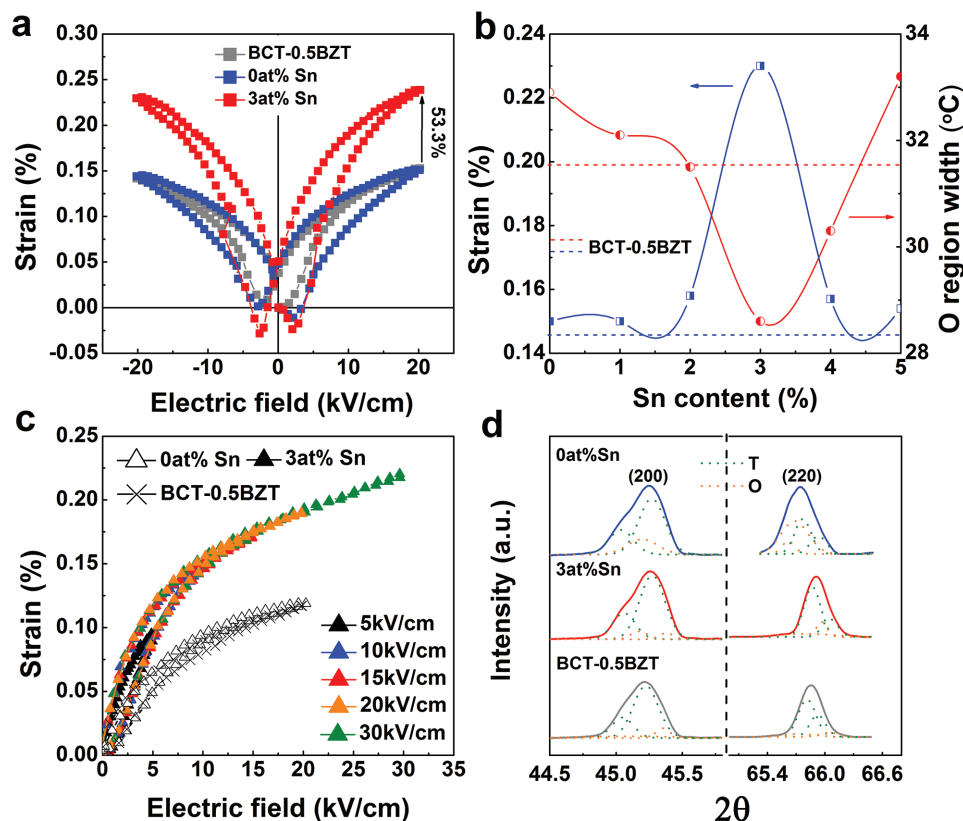 a
BCT-0.5BZT
0at% Sn
3at% Sn
53.3%
Strain (%)
0.25
0.20
0.15
0.10
0.05
0.00
-0.05
-20 -10 0 10 20
Electric field (kV/cm)
b
Strain (%)
0.22
0.20
0.18
0.16
0.14
BCT-0.5BZT
34
32
30
28
O region width (°C)
0 1 2 3 4 5
Sn content (%)
c
0at% Sn 3at% Sn
BCT-0.5BZT
Strain (%)
0.25
0.20
0.15
0.10
0.05
0.00
5kV/cm
10kV/cm
15kV/cm
20kV/cm
30kV/cm
0 5 10 15 20 25 30 35
Electric field (kV/cm)
d
0at%Sn
T
(200) (220)
O
3at%Sn
BCT-0.5BZT
Intensity (a.u.)
44.5 45.0 45.5 65.4 66.0 66.6
2θ